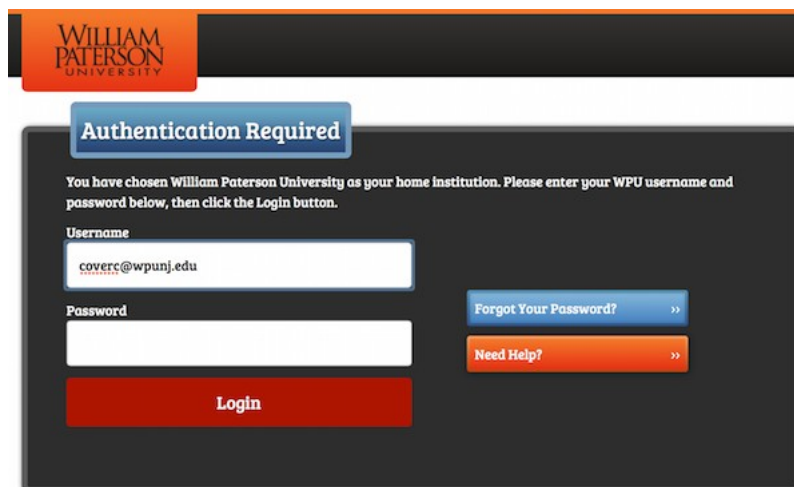 WILLIAM
PATERSON
UNIVERSITY
Authentication Required
You have chosen William Paterson University as your home institution. Please enter your WPU username and
password below, then click the Login button.
Username
coverc@wpunj.edu
Password
Forgot Your Password? ››
Need Help? ››
Login